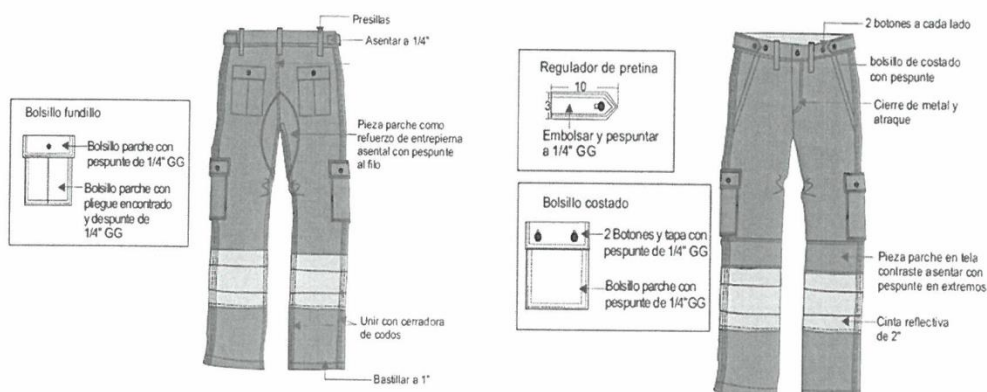 Presillas
Asentar a 1/4"
Bolsillo fundillo
Bolsillo parche con
pespunte de 1/4" GG
Bolsillo parche con
pliegue encontrado
y despunte de
1/4" GG
Pieza parche como
refuerzo de entrepierna
asental con pespunte
al filo
Unir con cerradora
de codos
Bastillar a 1"
Regulador de pretina
10
3
Embolsar y pespuntar
a 1/4" GG
Bolsillo costado
2 Botones y tapa con
pespunte de 1/4" GG
Bolsillo parche con
pespunte de 1/4"GG
2 botones a cada lado
bolsillo de costado
con pespunte
Cierre de metal y
atraque
Pieza parche en tela
contraste asentar con
pespunte en extremos
Cinta reflectiva
de 2"